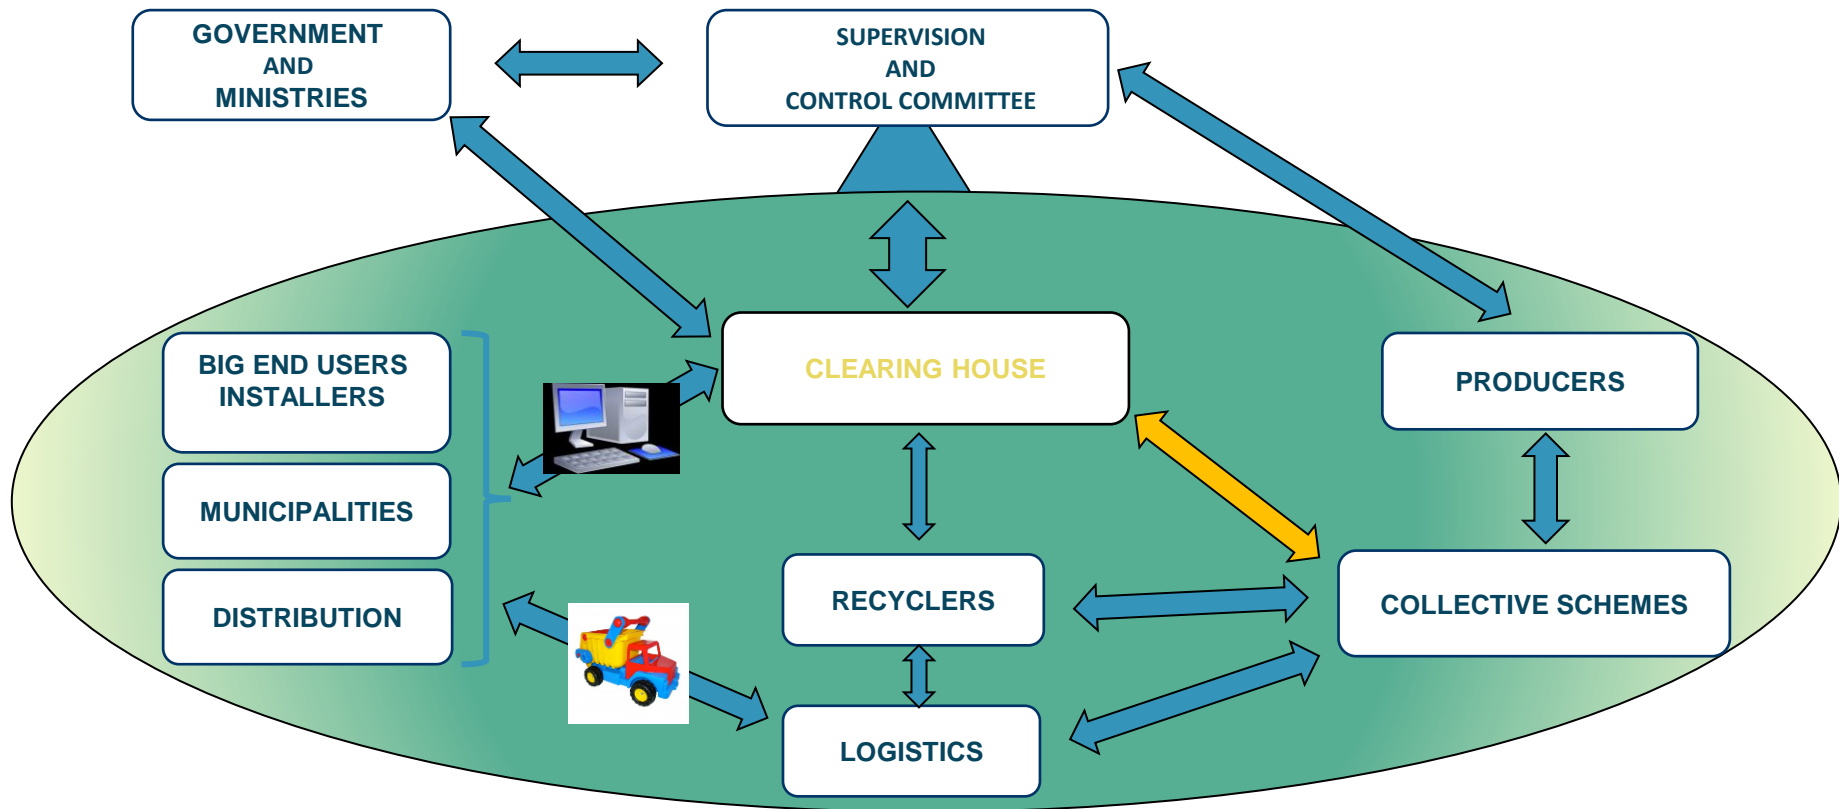 GOVERNMENT
AND
MINISTRIES
SUPERVISION
AND
CONTROL COMMITTEE
CLEARING HOUSE
BIG END USERS
INSTALLERS
PRODUCERS
MUNICIPALITIES
DISTRIBUTION
RECYCLERS
COLLECTIVE SCHEMES
LOGISTICS